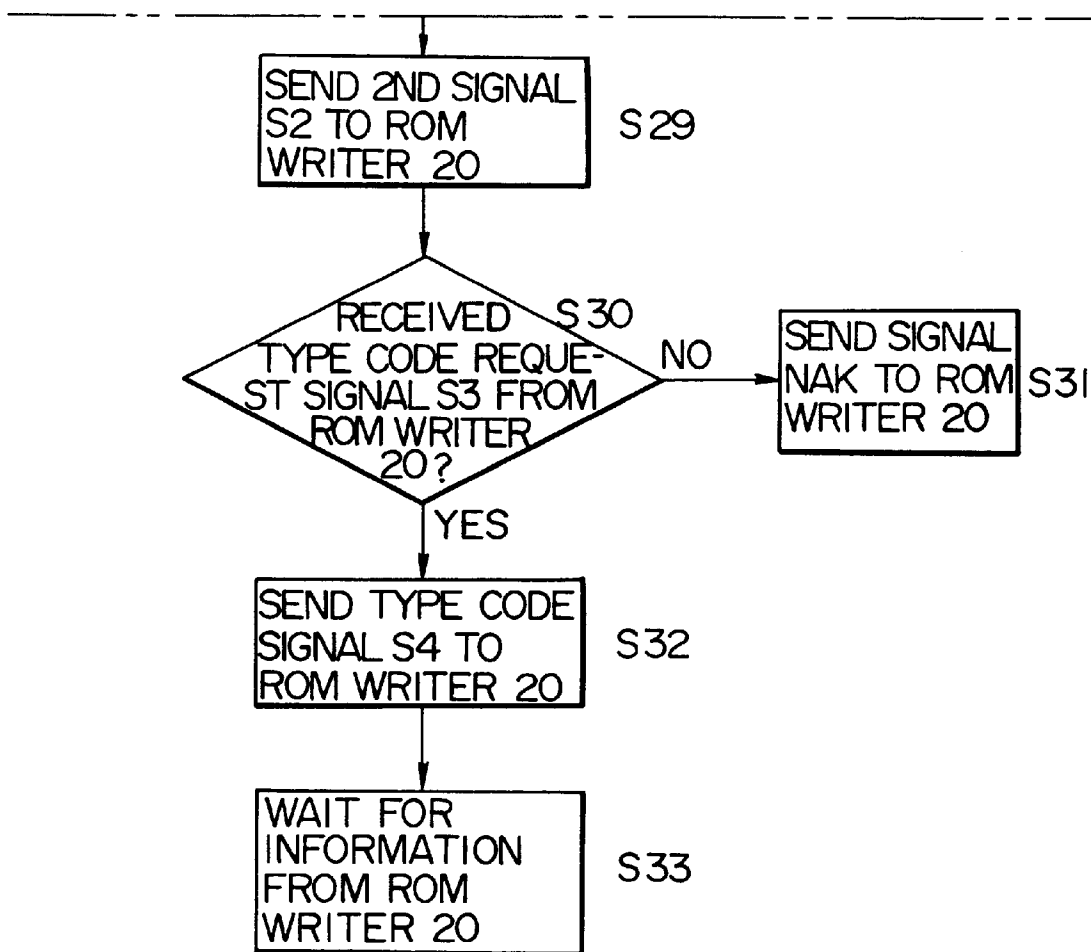 SEND 2ND SIGNAL
S2 TO ROM
WRITER 20
S29
RECEIVED
TYPE CODE REQUE-
ST SIGNAL S3 FROM
ROM WRITER
20?
S30
NO
SEND SIGNAL
NAK TO ROM
WRITER 20
S31
YES
SEND TYPE CODE
SIGNAL S4 TO
ROM WRITER 20
S32
WAIT FOR
INFORMATION
FROM ROM
WRITER 20
S33